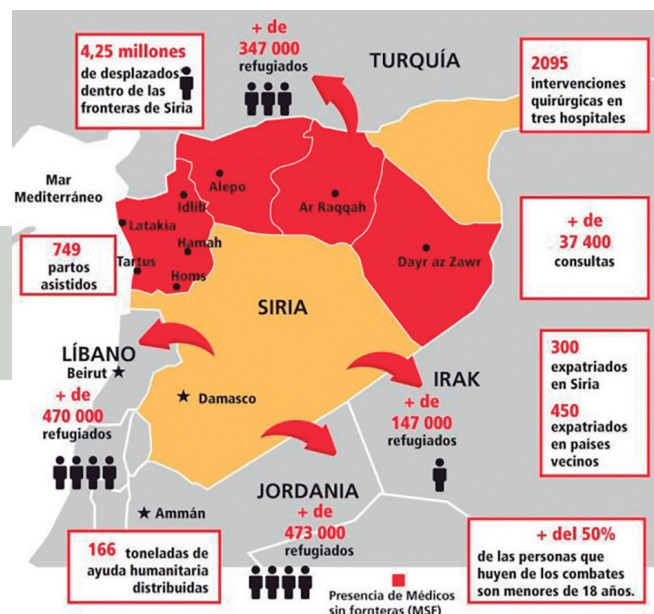 4,25 millones
de desplazados
dentro de las
fronteras de Siria
+ de
347 000
refugiados
TURQUÍA
2095
intervenciones
quirúrgicas en
tres hospitales
Mar
Mediterráneo
Alepo
Idlib
Ar Raqqah
Latakia
Hamah
Tartus
Homs
Dayr az Zawr
749
partos
asistidos
+ de
37 400
consultas
SIRIA
LÍBANO
Beirut
+ de
470 000
refugiados
Damasco
IRAK
+ de
147 000
refugiados
300
expatriados
en Siria
450
expatriados
en países
vecinos
JORDANIA
+ de
473 000
refugiados
Ammán
166 toneladas de
ayuda humanitaria
distribuidas
Presencia de Médicos
sin fornteras (MSF)
+ del 50%
de las personas que
huyen de los combates
son menores de 18 años.